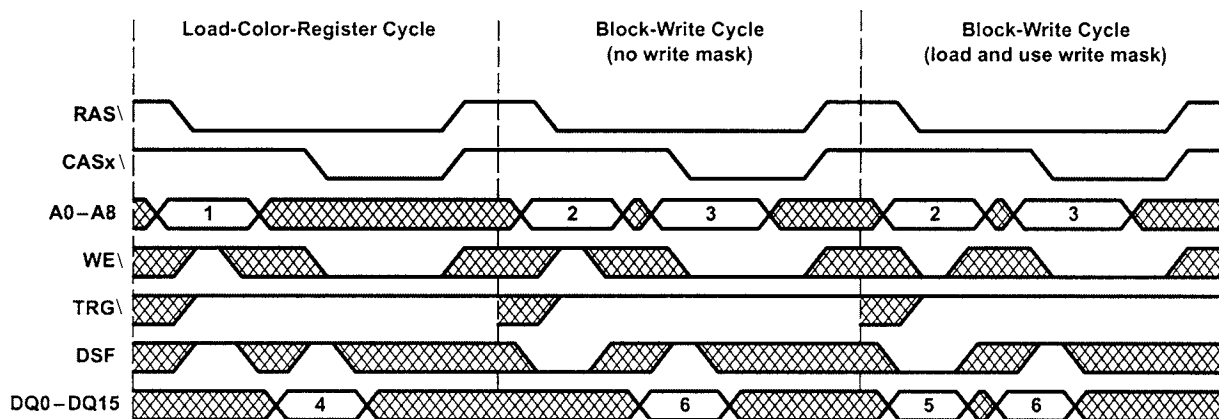 Load-Color-Register Cycle
Block-Write Cycle
(no write mask)
Block-Write Cycle
(load and use write mask)
RAS\
CASx\
A0–A8 1 2 3 2 3
WE\
TRG\
DSF
DQ0–DQ15 4 6 5 6